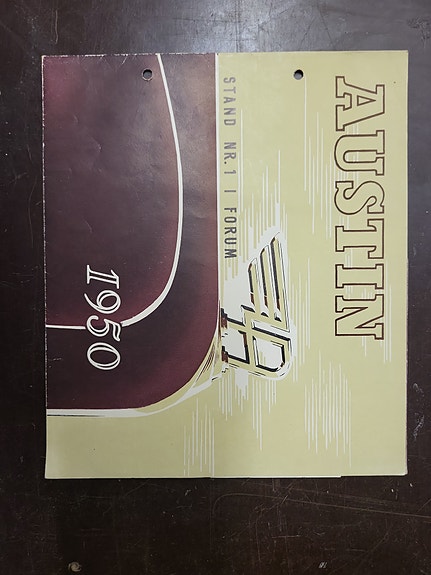 AUSTIN
STAND NR. 1 I FORUM
1950